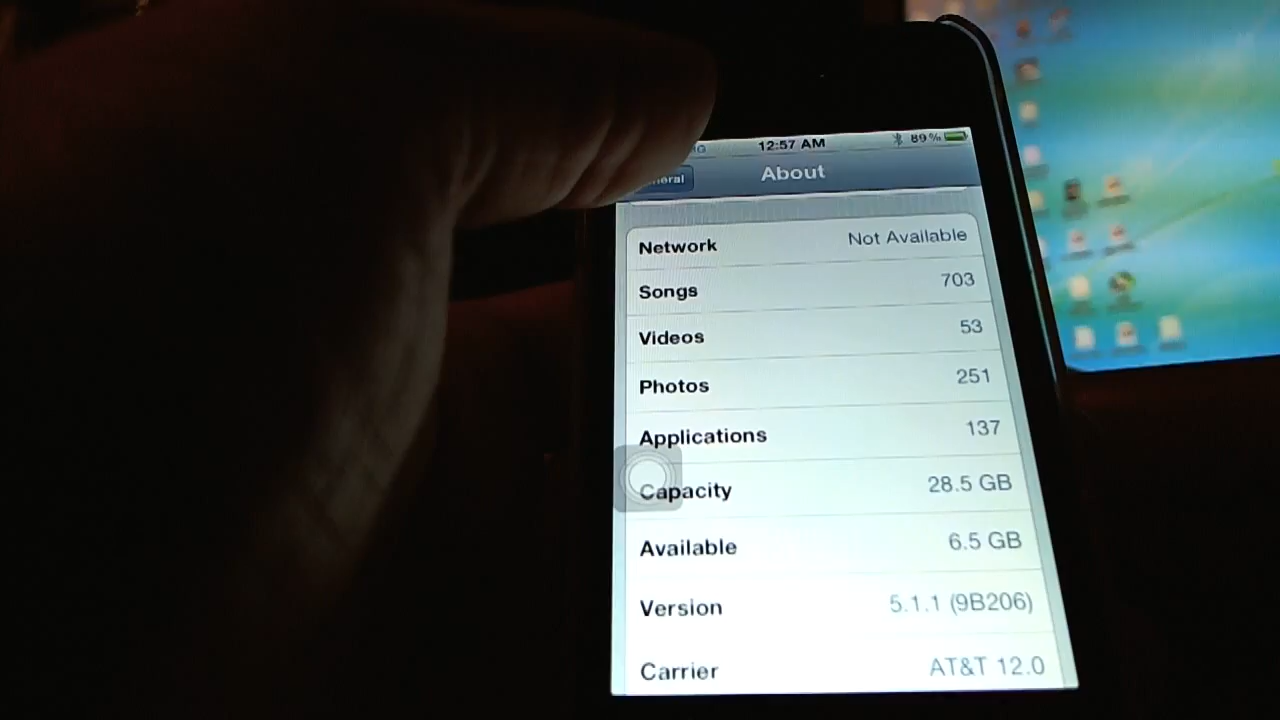 12:57 AM 89%
About
Network Not Available
Songs 703
Videos 53
Photos 251
Applications 137
Capacity 28.5 GB
Available 6.5 GB
Version 5.1.1 (9B206)
Carrier AT&T 12.0